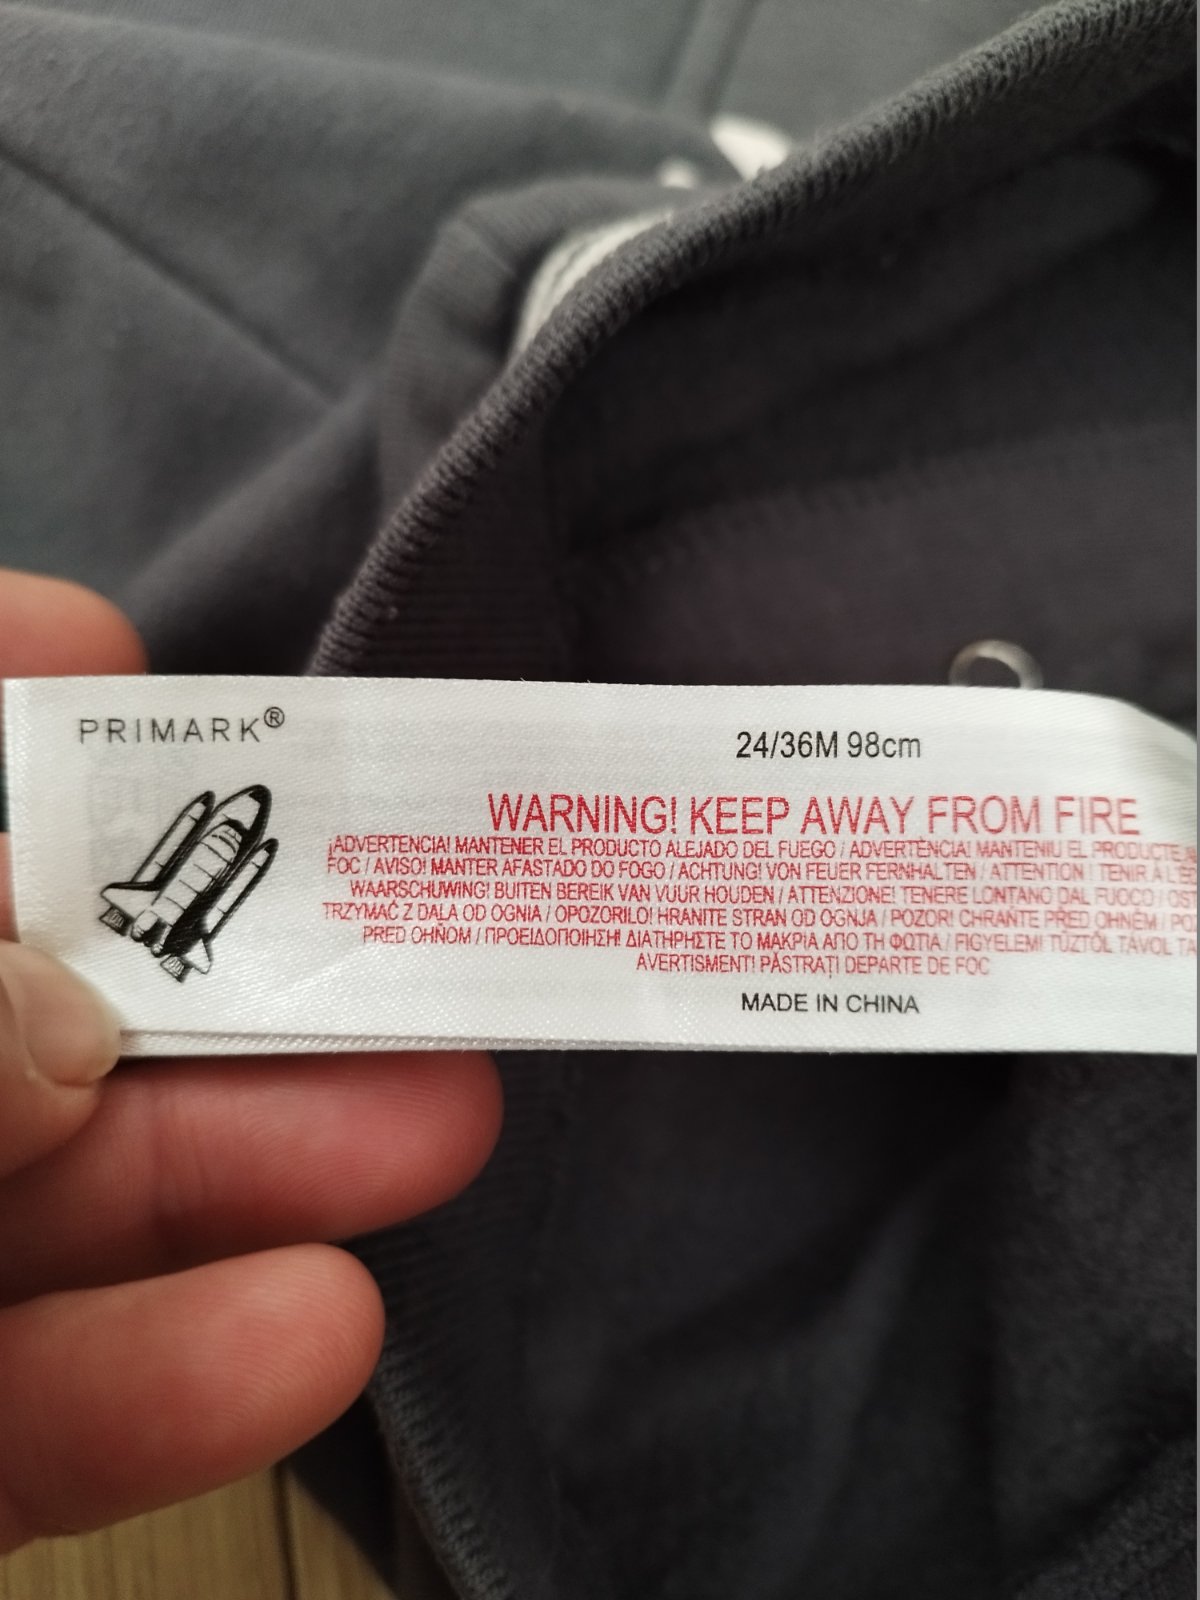 PRIMARK®
24/36M 98cm
WARNING! KEEP AWAY FROM FIRE
¡ADVERTENCIA! MANTENER EL PRODUCTO ALEJADO DEL FUEGO / ADVERTÈNCIA! MANTENIU EL PRODUCTE
FOC / AVISO! MANTER AFASTADO DO FOGO / ACHTUNG! VON FEUER FERNHALTEN / ATTENTION ! TENIR À
WAARSCHUWING! BUITEN BEREIK VAN VUUR HOUDEN / ATTENZIONE! TENERE LONTANO DAL FUOCO /
TRZYMAĆ Z DALA OD OGNIA / OPOZORILO! HRANITE STRAN OD OGNJA / POZOR! CHRAŇTE PŘED OHNĚM /
PRED OHŇOM / ΠΡΟΕΙΔΟΠΟΙΗΣΗ! ΔΙΑΤΗΡΗΣΤΕ ΤΟ ΜΑΚΡΙΑ ΑΠΟ ΤΗ ΦΩΤΙΑ / FIGYELEM! TŰZTŐL TÁVOL
AVERTISMENT! PĂSTRAȚI DEPARTE DE FOC
MADE IN CHINA